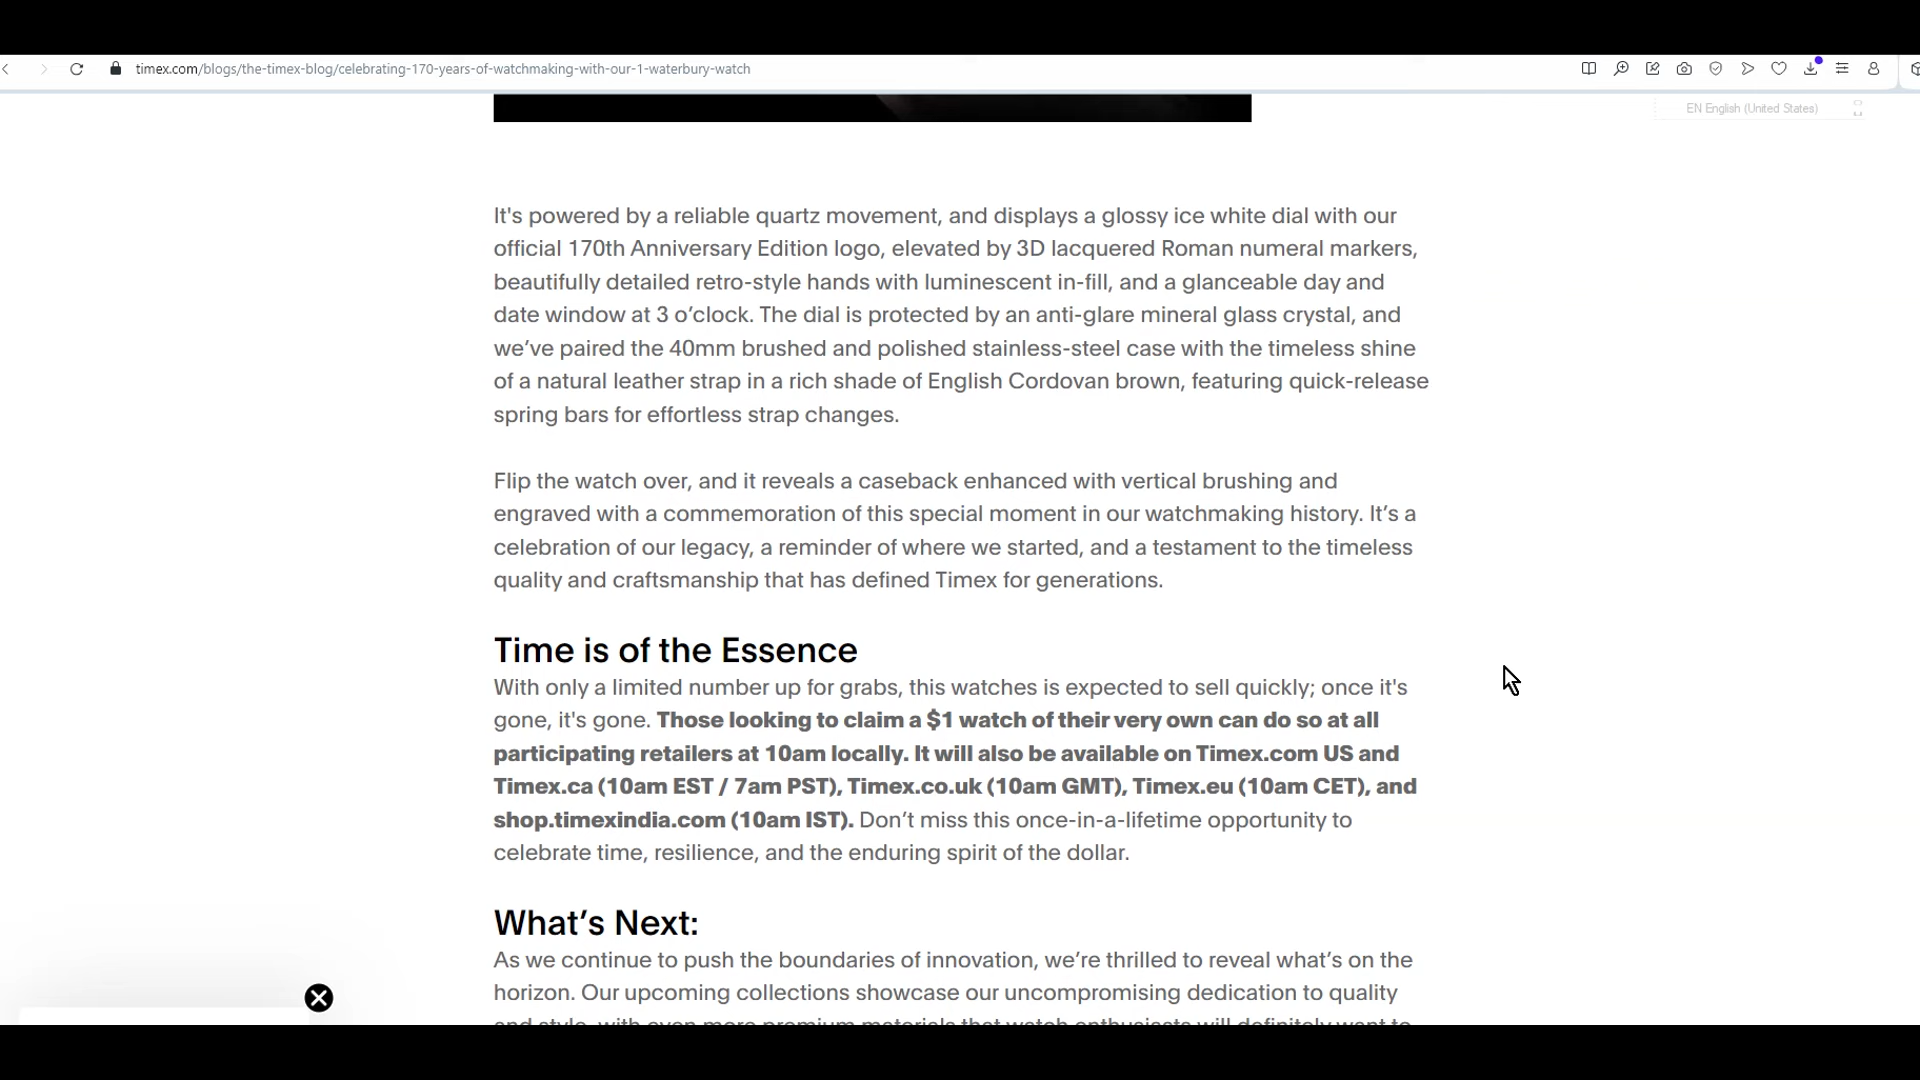 timex.com/blogs/the-timex-blog/celebrating-170-years-of-watchmaking-with-our-1-waterbury-watch
EN English (United States)
It's powered by a reliable quartz movement, and displays a glossy ice white dial with our
official 170th Anniversary Edition logo, elevated by 3D lacquered Roman numeral markers,
beautifully detailed retro-style hands with luminescent in-fill, and a glanceable day and
date window at 3 o’clock. The dial is protected by an anti-glare mineral glass crystal, and
we’ve paired the 40mm brushed and polished stainless-steel case with the timeless shine
of a natural leather strap in a rich shade of English Cordovan brown, featuring quick-release
spring bars for effortless strap changes.
Flip the watch over, and it reveals a caseback enhanced with vertical brushing and
engraved with a commemoration of this special moment in our watchmaking history. It’s a
celebration of our legacy, a reminder of where we started, and a testament to the timeless
quality and craftsmanship that has defined Timex for generations.
Time is of the Essence
With only a limited number up for grabs, this watches is expected to sell quickly; once it's
gone, it's gone. Those looking to claim a $1 watch of their very own can do so at all
participating retailers at 10am locally. It will also be available on Timex.com US and
Timex.ca (10am EST / 7am PST), Timex.co.uk (10am GMT), Timex.eu (10am CET), and
shop.timexindia.com (10am IST). Don’t miss this once-in-a-lifetime opportunity to
celebrate time, resilience, and the enduring spirit of the dollar.
What’s Next:
As we continue to push the boundaries of innovation, we’re thrilled to reveal what’s on the
horizon. Our upcoming collections showcase our uncompromising dedication to quality
and style, with even more premium materials that watch enthusiasts will definitely want to